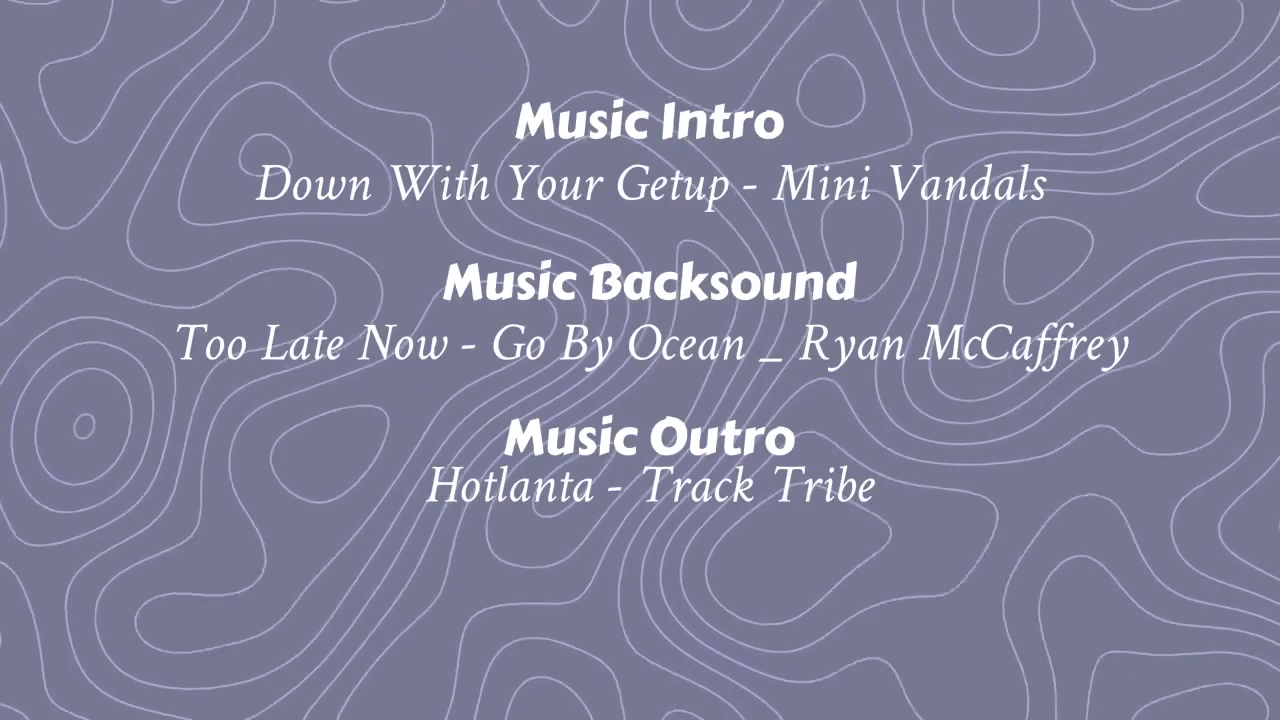 Music Intro
Down With Your Getup - Mini Vandals
Music Backsound
Too Late Now - Go By Ocean _ Ryan McCaffrey
Music Outro
Hotlanta - Track Tribe